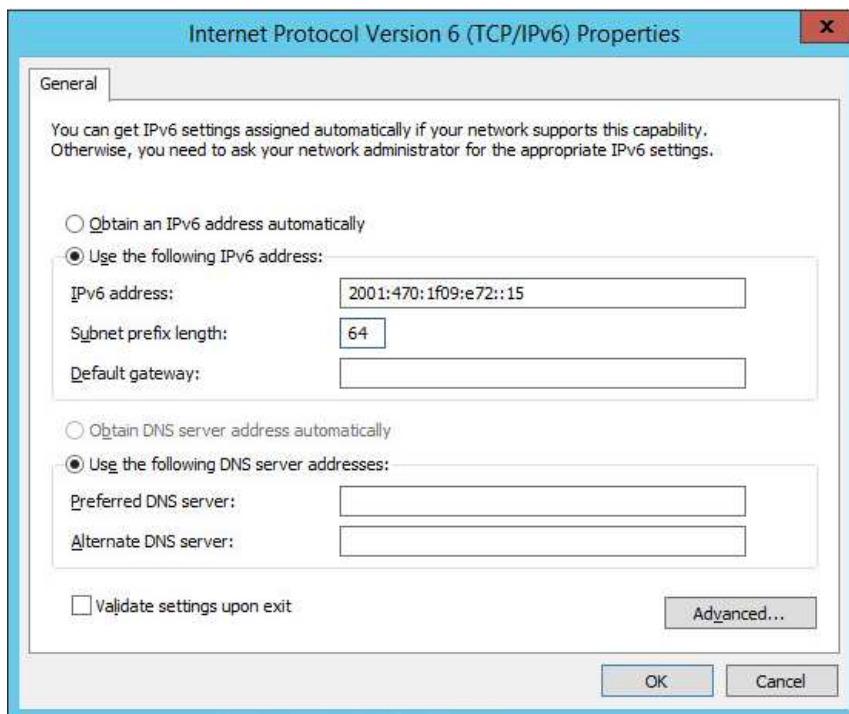 Internet Protocol Version 6 (TCP/IPv6) Properties
x
General
You can get IPv6 settings assigned automatically if your network supports this capability.
Otherwise, you need to ask your network administrator for the appropriate IPv6 settings.
Obtain an IPv6 address automatically
Use the following IPv6 address:
IPv6 address: 2001:470:1f09:e72::15
Subnet prefix length: 64
Default gateway:
Obtain DNS server address automatically
Use the following DNS server addresses:
Preferred DNS server:
Alternate DNS server:
Validate settings upon exit
Advanced...
OK Cancel